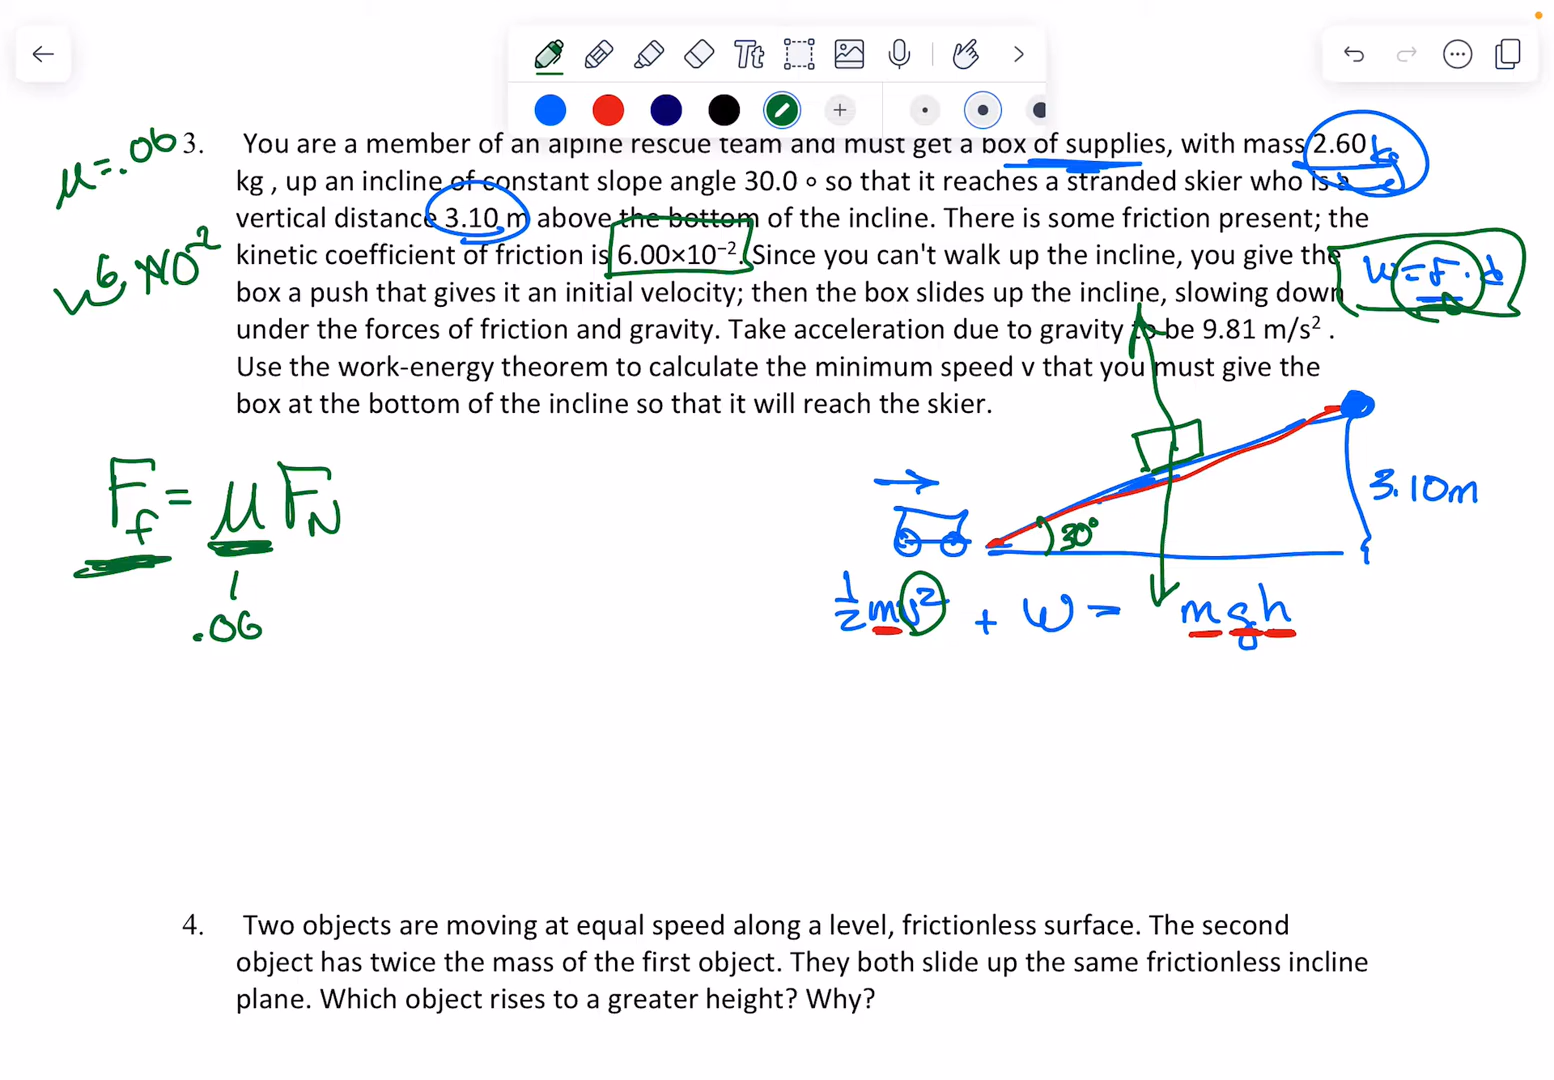 Tt
μ=.06
3. You are a member of an alpine rescue team and must get a box of supplies, with mass 2.60 kg
kg , up an incline of constant slope angle 30.0 ∘ so that it reaches a stranded skier who is a
vertical distance 3.10 m above the bottom of the incline. There is some friction present; the
kinetic coefficient of friction is 6.00×10⁻². Since you can't walk up the incline, you give the
6×10⁻²
W=F·d
box a push that gives it an initial velocity; then the box slides up the incline, slowing down
under the forces of friction and gravity. Take acceleration due to gravity to be 9.81 m/s² .
Use the work-energy theorem to calculate the minimum speed v that you must give the
box at the bottom of the incline so that it will reach the skier.
F_f = μ F_N
.06
3.10m
30°
½mv² + W = mgh
4. Two objects are moving at equal speed along a level, frictionless surface. The second
object has twice the mass of the first object. They both slide up the same frictionless incline
plane. Which object rises to a greater height? Why?